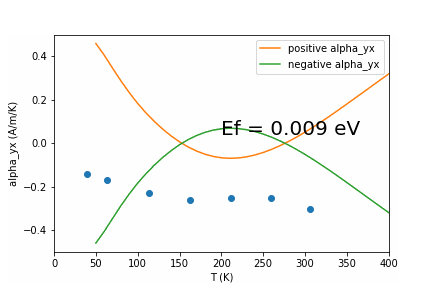 positive alpha_yx
negative alpha_yx
Ef = 0.009 eV
alpha_yx (A/m/K)
0.4
0.2
0.0
−0.2
−0.4
0 50 100 150 200 250 300 350 400
T (K)